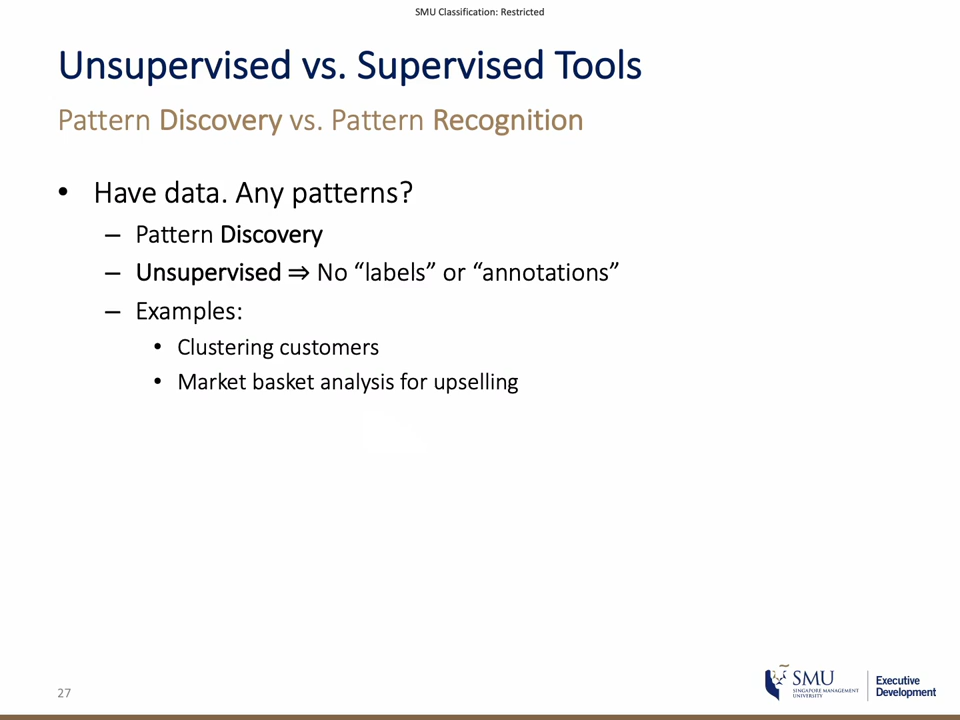 SMU Classification: Restricted
Unsupervised vs. Supervised Tools
Pattern Discovery vs. Pattern Recognition
• Have data. Any patterns?
– Pattern Discovery
– Unsupervised ⇒ No “labels” or “annotations”
– Examples:
• Clustering customers
• Market basket analysis for upselling
27
SMU
SINGAPORE MANAGEMENT
UNIVERSITY
Executive
Development